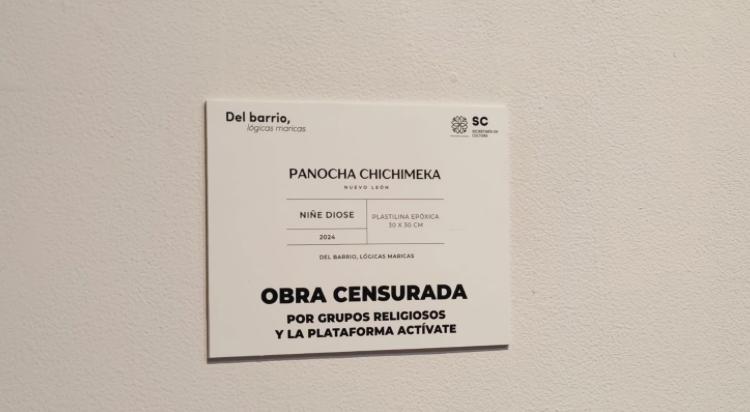 Del barrio,
lógicas maricas
SC
SECRETARÍA DE
CULTURA
PANOCHA CHICHIMEKA
NUEVO LEÓN
NIÑE DIOSE
2024
PLASTILINA EPÓXICA
30 X 30 CM
DEL BARRIO, LÓGICAS MARICAS
OBRA CENSURADA
POR GRUPOS RELIGIOSOS
Y LA PLATAFORMA ACTÍVATE